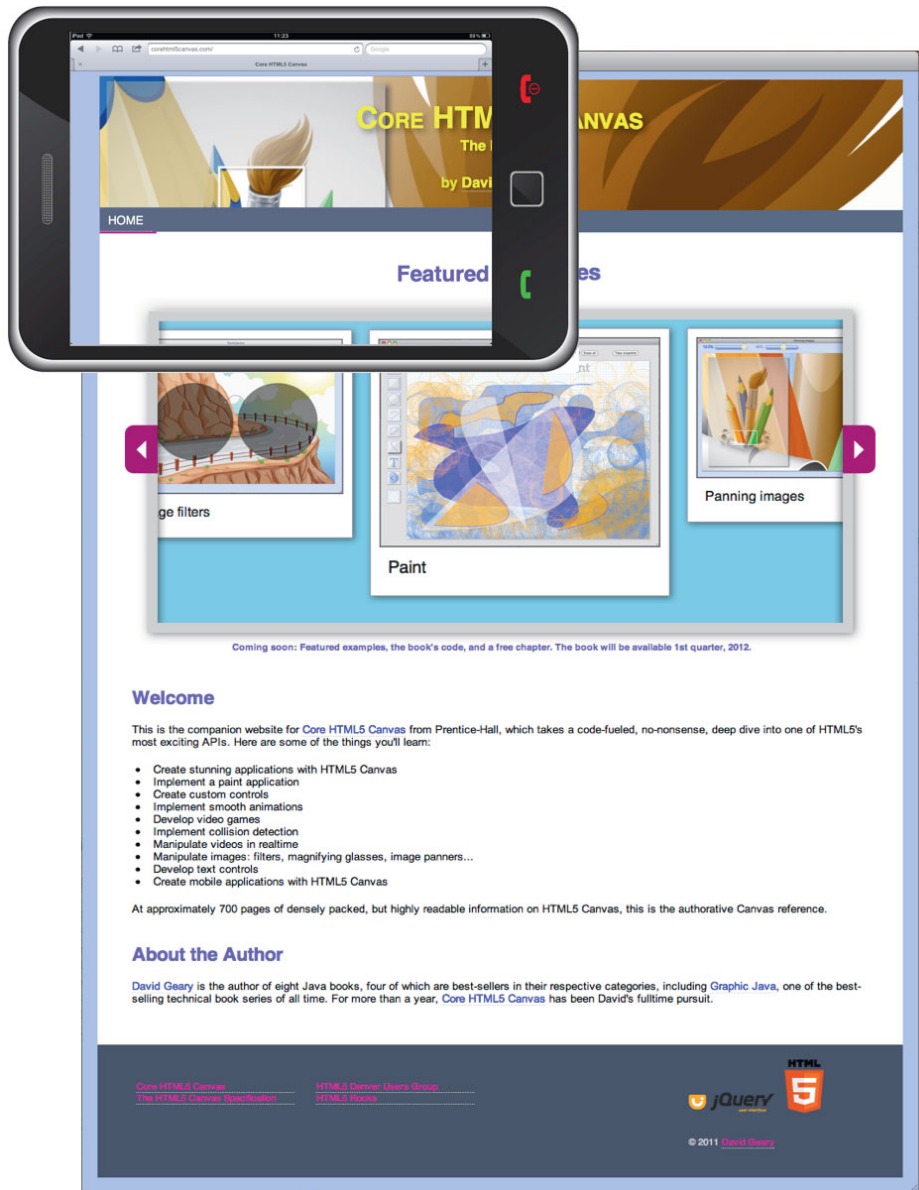 iPad
11:23
corehtml5canvas.com/
Google
Core HTML5 Canvas
CORE HTM
NVAS
The
by Davi
HOME
Featured
es
nt
ge filters
Paint
Panning images
Coming soon: Featured examples, the book's code, and a free chapter. The book will be available 1st quarter, 2012.
Welcome
This is the companion website for Core HTML5 Canvas from Prentice-Hall, which takes a code-fueled, no-nonsense, deep dive into one of HTML5's
most exciting APIs. Here are some of the things you'll learn:
• Create stunning applications with HTML5 Canvas
• Implement a paint application
• Create custom controls
• Implement smooth animations
• Develop video games
• Implement collision detection
• Manipulate videos in realtime
• Manipulate images: filters, magnifying glasses, image panners...
• Develop text controls
• Create mobile applications with HTML5 Canvas
At approximately 700 pages of densely packed, but highly readable information on HTML5 Canvas, this is the authorative Canvas reference.
About the Author
David Geary is the author of eight Java books, four of which are best-sellers in their respective categories, including Graphic Java, one of the best-
selling technical book series of all time. For more than a year, Core HTML5 Canvas has been David's fulltime pursuit.
Core HTML5 Canvas
The HTML5 Canvas Specification
HTML5 Denver Users Group
HTML5 Rocks
HTML
5
jQuery
user interface
© 2011 David Geary